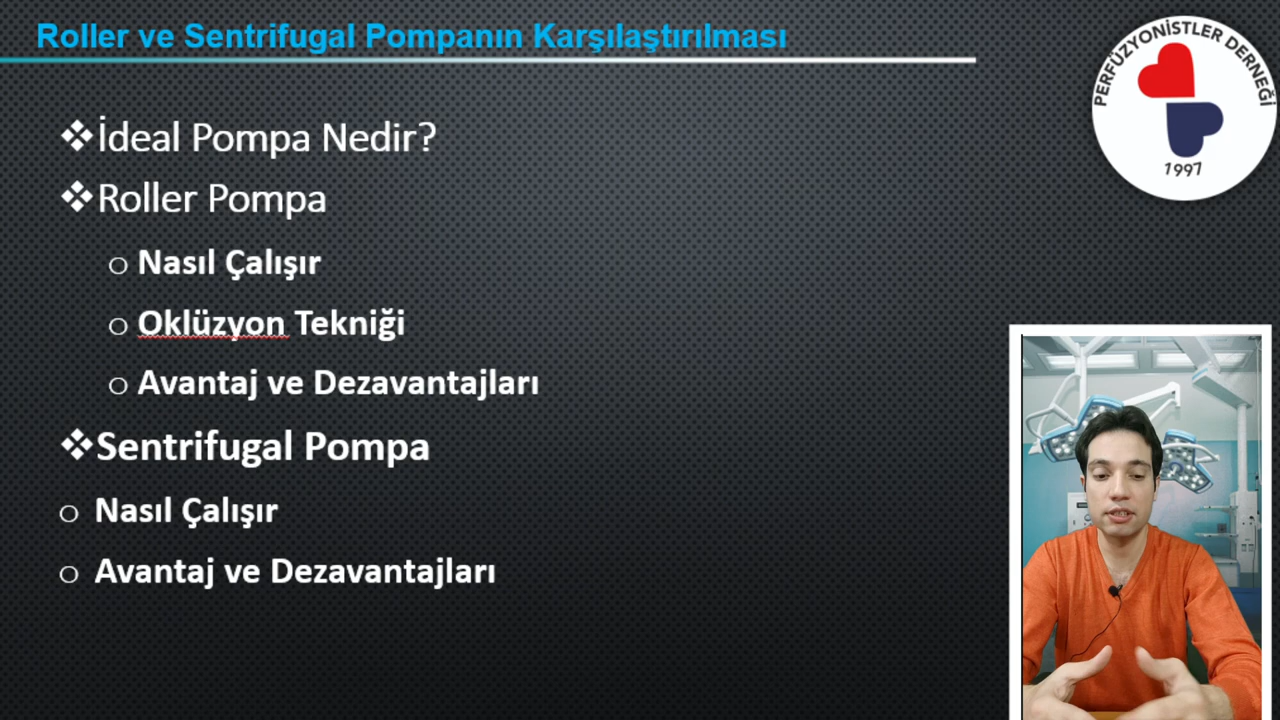 Roller ve Sentrifugal Pompanın Karşılaştırılması
PERFÜZYONİSTLER DERNEĞİ
1997
❖İdeal Pompa Nedir?
❖Roller Pompa
o Nasıl Çalışır
o Oklüzyon Tekniği
o Avantaj ve Dezavantajları
❖Sentrifugal Pompa
o Nasıl Çalışır
o Avantaj ve Dezavantajları